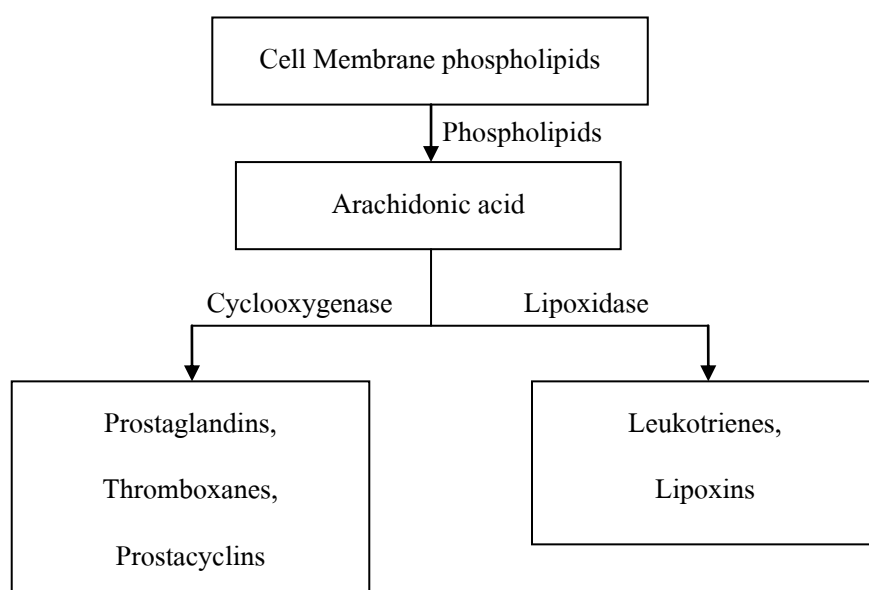 Cell Membrane phospholipids
Phospholipids
Arachidonic acid
Cyclooxygenase
Lipoxidase
Prostaglandins,
Thromboxanes,
Prostacyclins
Leukotrienes,
Lipoxins